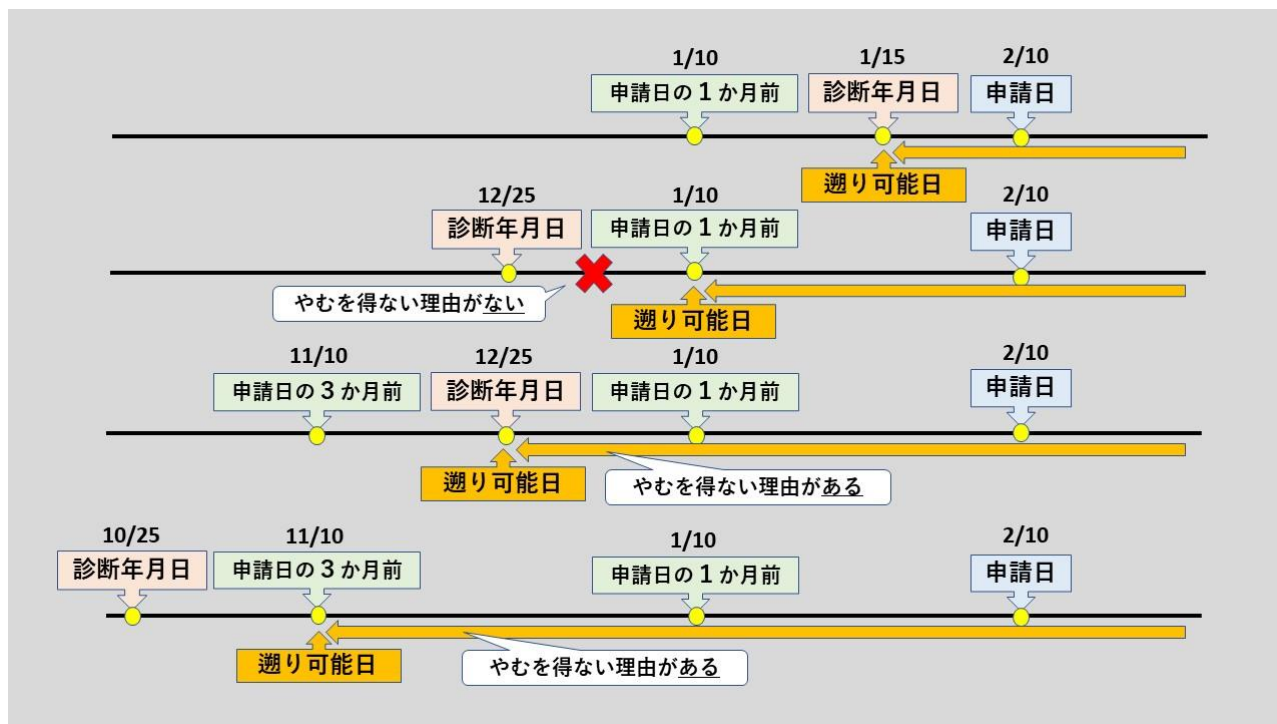 1/10 1/15 2/10
申請日の１か月前 診断年月日 申請日
遡り可能日
12/25 1/10 2/10
診断年月日 申請日の１か月前 申請日
やむを得ない理由がない
遡り可能日
11/10 12/25 1/10 2/10
申請日の３か月前 診断年月日 申請日の１か月前 申請日
遡り可能日 やむを得ない理由がある
10/25 11/10 1/10 2/10
診断年月日 申請日の３か月前 申請日の１か月前 申請日
遡り可能日 やむを得ない理由がある